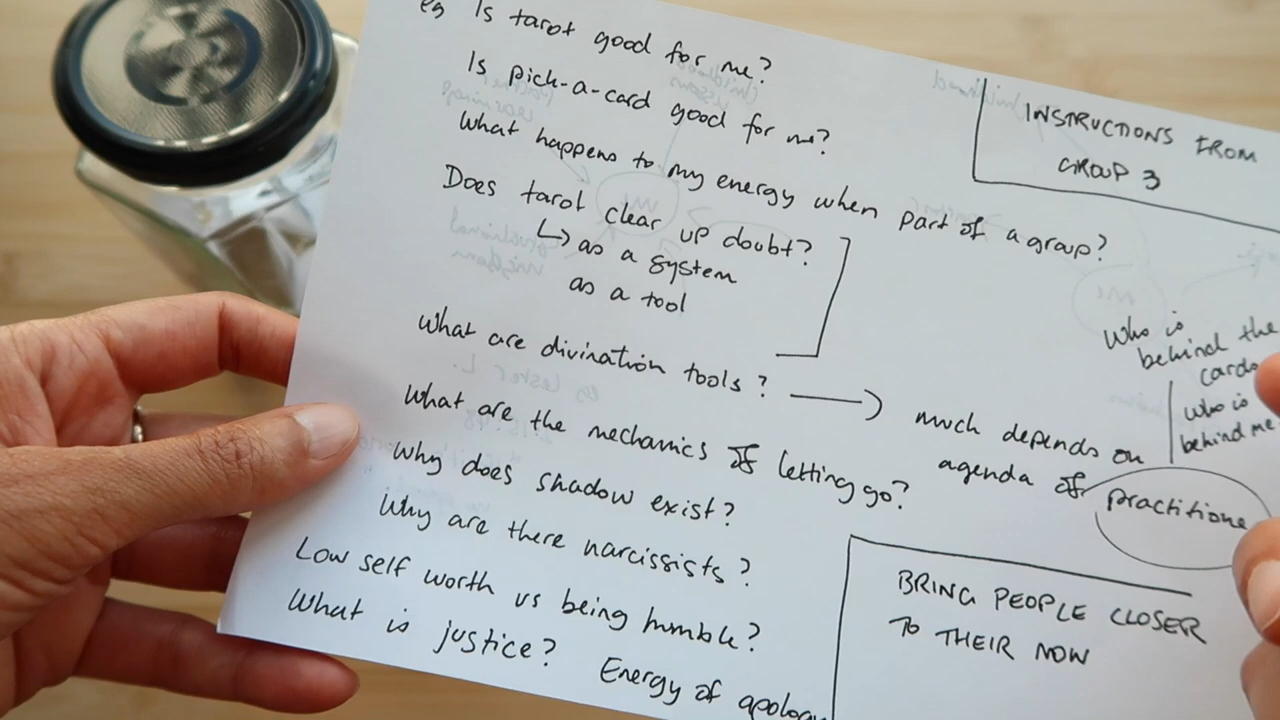 eg Is tarot good for me?
Is pick-a-card good for me?
What happens to my energy when part of a group?
Does tarot clear up doubt?
↳ as a system
as a tool
What are divination tools?
What are the mechanics of letting go?
Why does shadow exist?
Why are there narcissists?
Low self worth vs being humble?
What is justice?
Energy of apology
INSTRUCTIONS FROM
GROUP 3
Who is
behind the
cards
who is
behind me
much depends on
agenda of
practitione
BRING PEOPLE CLOSER
TO THEIR NOW